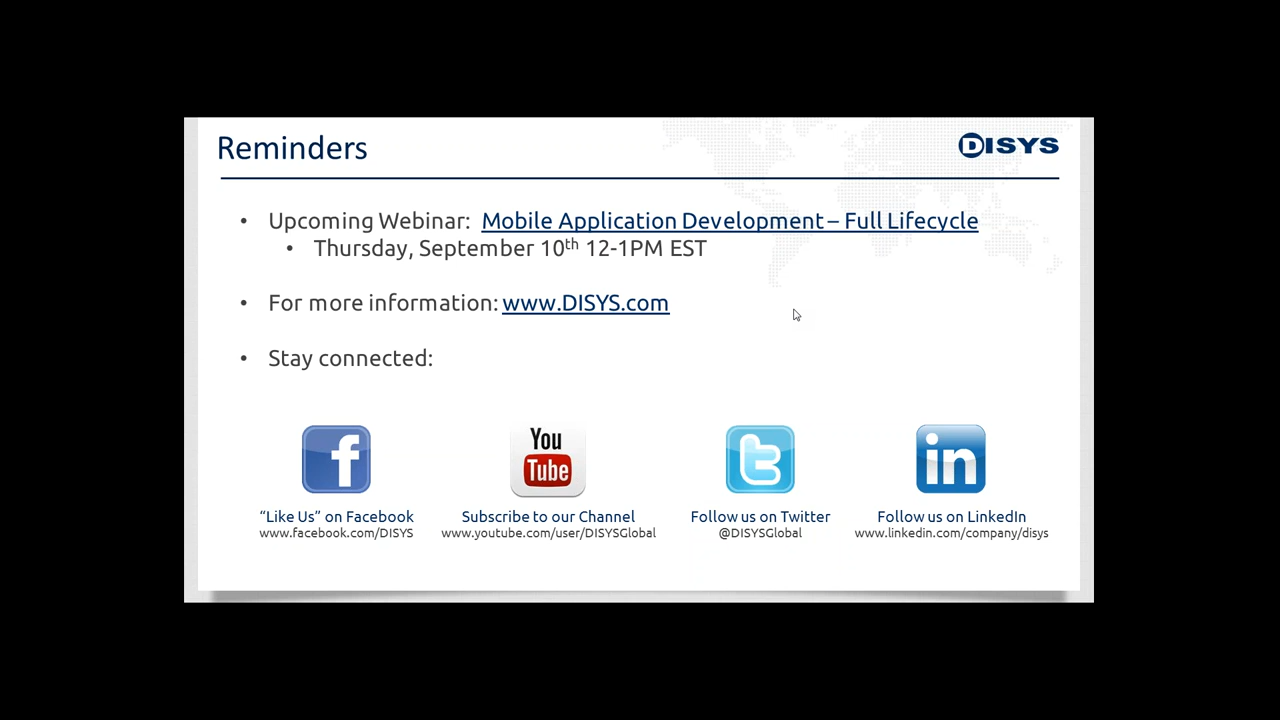 Reminders
DISYS
• Upcoming Webinar: Mobile Application Development – Full Lifecycle
• Thursday, September 10th 12-1PM EST
• For more information: www.DISYS.com
• Stay connected:
f
You
Tube
t
in
“Like Us” on Facebook
www.facebook.com/DISYS
Subscribe to our Channel
www.youtube.com/user/DISYSGlobal
Follow us on Twitter
@DISYSGlobal
Follow us on LinkedIn
www.linkedin.com/company/disys